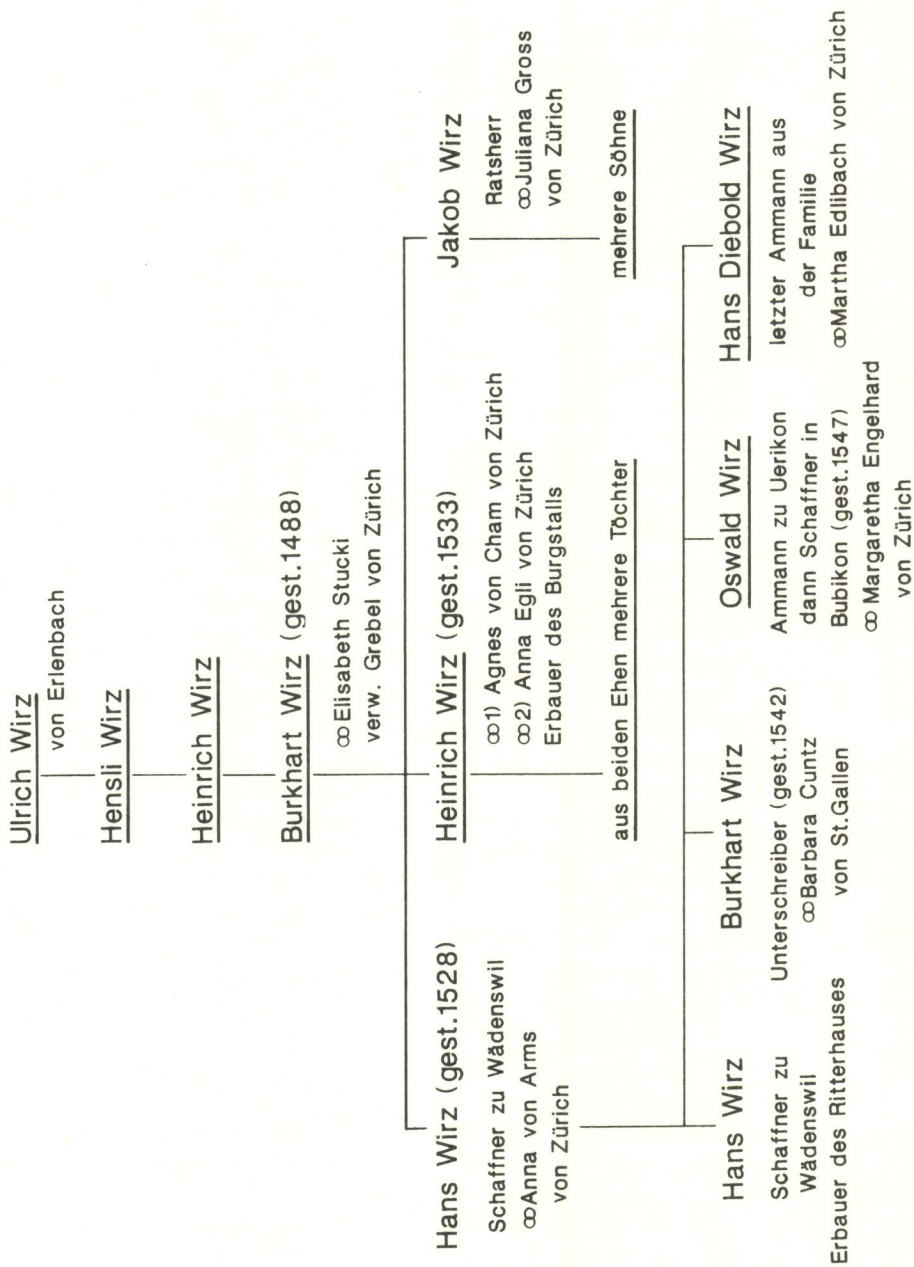 Ulrich Wirz
von Erlenbach
Hensli Wirz
Heinrich Wirz
Burkhart Wirz (gest.1488)
∞ Elisabeth Stucki
verw. Grebel von Zürich
Hans Wirz (gest.1528)
Schaffner zu Wädenswil
∞Anna von Arms
von Zürich
Heinrich Wirz (gest.1533)
∞1) Agnes von Cham von Zürich
∞2) Anna Egli von Zürich
Erbauer des Burgstalls
Jakob Wirz
Ratsherr
∞Juliana Gross
von Zürich
aus beiden Ehen mehrere Töchter
mehrere Söhne
Hans Wirz
Schaffner zu
Wädenswil
Erbauer des Ritterhauses
Burkhart Wirz
Unterschreiber (gest.1542)
∞Barbara Cuntz
von St.Gallen
Oswald Wirz
Ammann zu Uerikon
dann Schaffner in
Bubikon (gest.1547)
∞ Margaretha Engelhard
von Zürich
Hans Diebold Wirz
letzter Ammann aus
der Familie
∞Martha Edlibach von Zürich